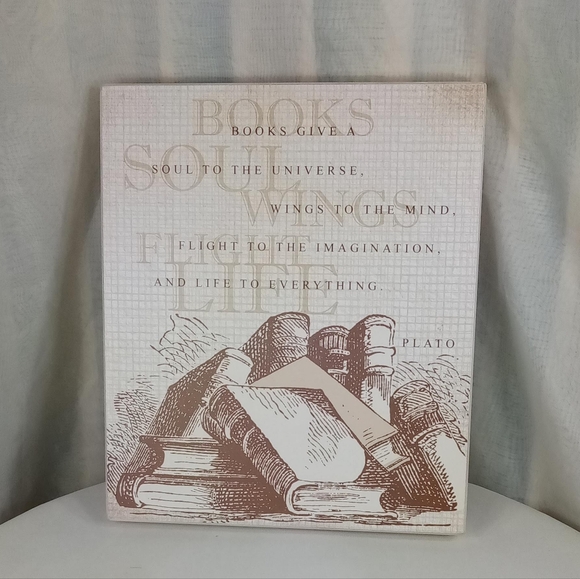 BOOKS
BOOKS GIVE A
SOUL
SOUL TO THE UNIVERSE,
WINGS
WINGS TO THE MIND,
FLIGHT
FLIGHT TO THE IMAGINATION,
LIFE
AND LIFE TO EVERYTHING.
PLATO